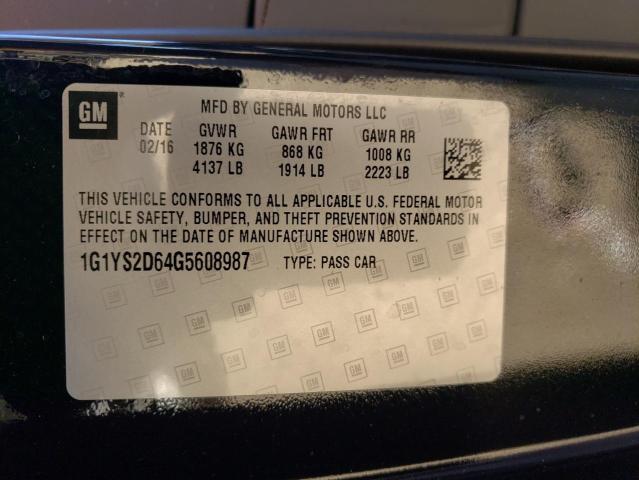 GM
MFD BY GENERAL MOTORS LLC
DATE GVWR GAWR FRT GAWR RR
02/16 1876 KG 868 KG 1008 KG
4137 LB 1914 LB 2223 LB
THIS VEHICLE CONFORMS TO ALL APPLICABLE U.S. FEDERAL MOTOR
VEHICLE SAFETY, BUMPER, AND THEFT PREVENTION STANDARDS IN
EFFECT ON THE DATE OF MANUFACTURE SHOWN ABOVE.
1G1YS2D64G5608987 TYPE: PASS CAR